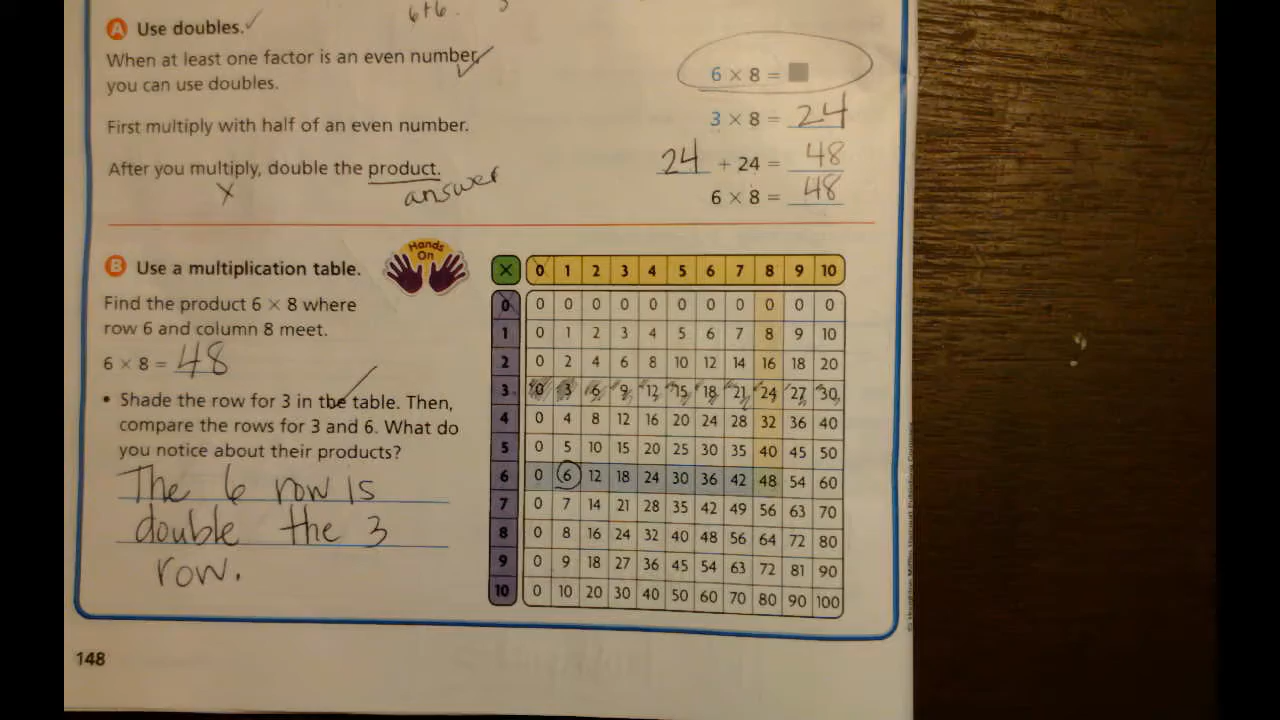 6+6.
A Use doubles.
When at least one factor is an even number,
you can use doubles.
First multiply with half of an even number.
After you multiply, double the product.
x answer
6 × 8 = ■
3 × 8 = 24
24 + 24 = 48
6 × 8 = 48
B Use a multiplication table.
Hands
On
Find the product 6 × 8 where
row 6 and column 8 meet.
6 × 8 = 48
• Shade the row for 3 in the table. Then,
compare the rows for 3 and 6. What do
you notice about their products?
The 6 row is
double the 3
row.
× 0 1 2 3 4 5 6 7 8 9 10
0 0 0 0 0 0 0 0 0 0 0 0
1 0 1 2 3 4 5 6 7 8 9 10
2 0 2 4 6 8 10 12 14 16 18 20
3 0 3 6 9 12 15 18 21 24 27 30
4 0 4 8 12 16 20 24 28 32 36 40
5 0 5 10 15 20 25 30 35 40 45 50
6 0 6 12 18 24 30 36 42 48 54 60
7 0 7 14 21 28 35 42 49 56 63 70
8 0 8 16 24 32 40 48 56 64 72 80
9 0 9 18 27 36 45 54 63 72 81 90
10 0 10 20 30 40 50 60 70 80 90 100
© Houghton Mifflin Harcourt Publishing Company
148